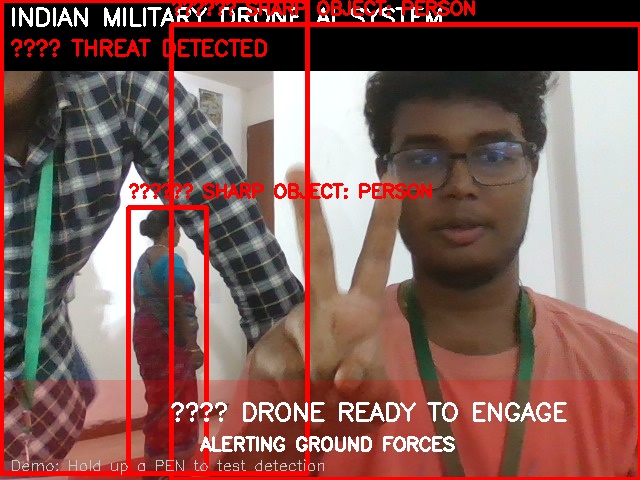 ?????? SHARP OBJECT: PERSON
INDIAN MILITARY DRONE AI SYSTEM
???? THREAT DETECTED
?????? SHARP OBJECT: PERSON
???? DRONE READY TO ENGAGE
ALERTING GROUND FORCES
Demo: Hold up a PEN to test detection